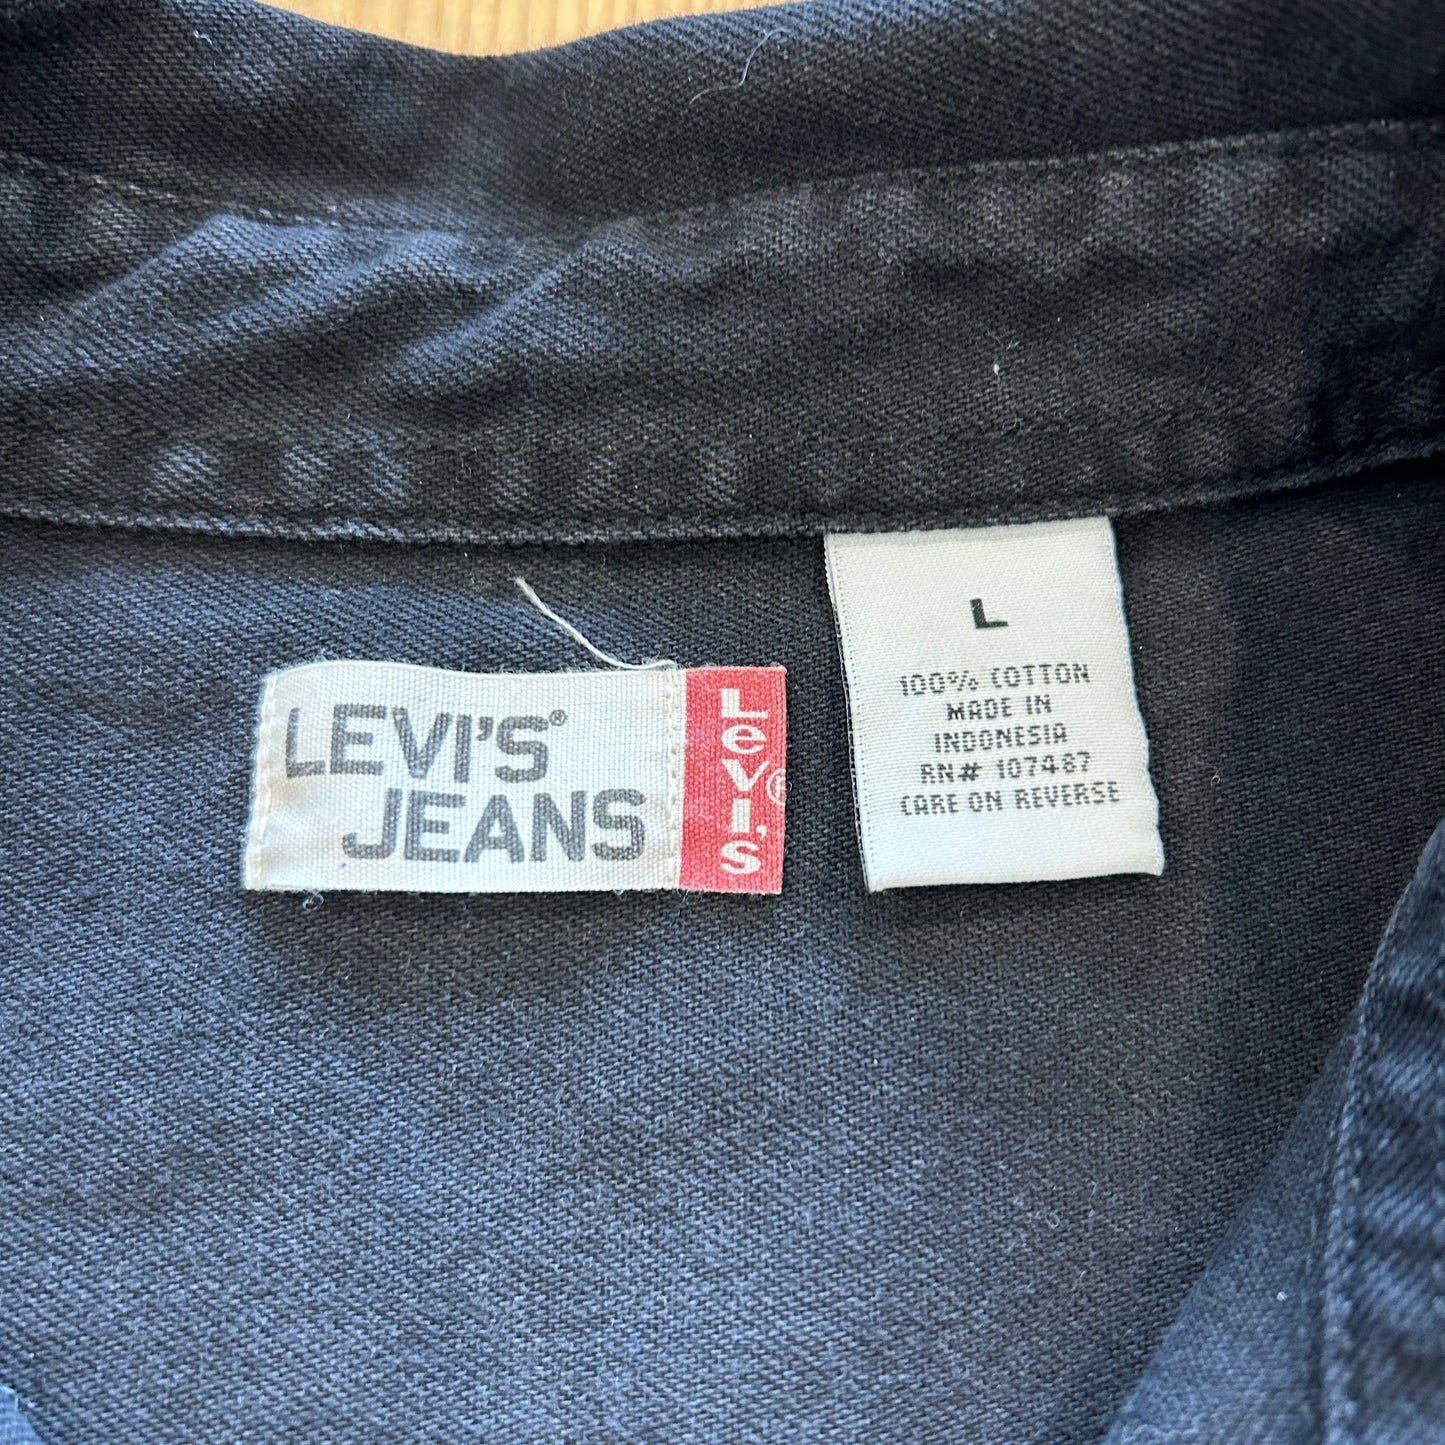 LEVI'S®
JEANS
Levi's®
L
100% COTTON
MADE IN
INDONESIA
RN# 107487
CARE ON REVERSE